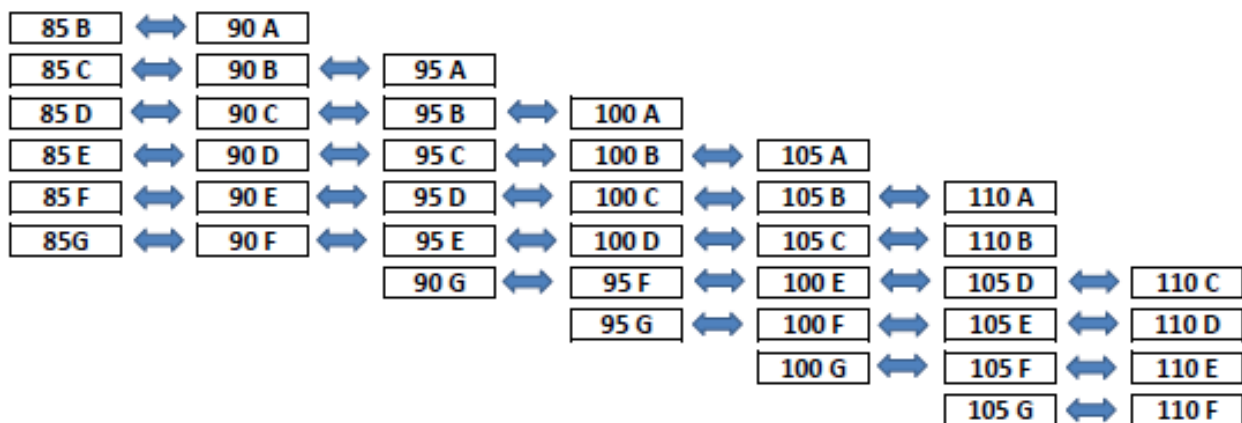 85 B 90 A
85 C 90 B 95 A
85 D 90 C 95 B 100 A
85 E 90 D 95 C 100 B 105 A
85 F 90 E 95 D 100 C 105 B 110 A
85G 90 F 95 E 100 D 105 C 110 B
90 G 95 F 100 E 105 D 110 C
95 G 100 F 105 E 110 D
100 G 105 F 110 E
105 G 110 F